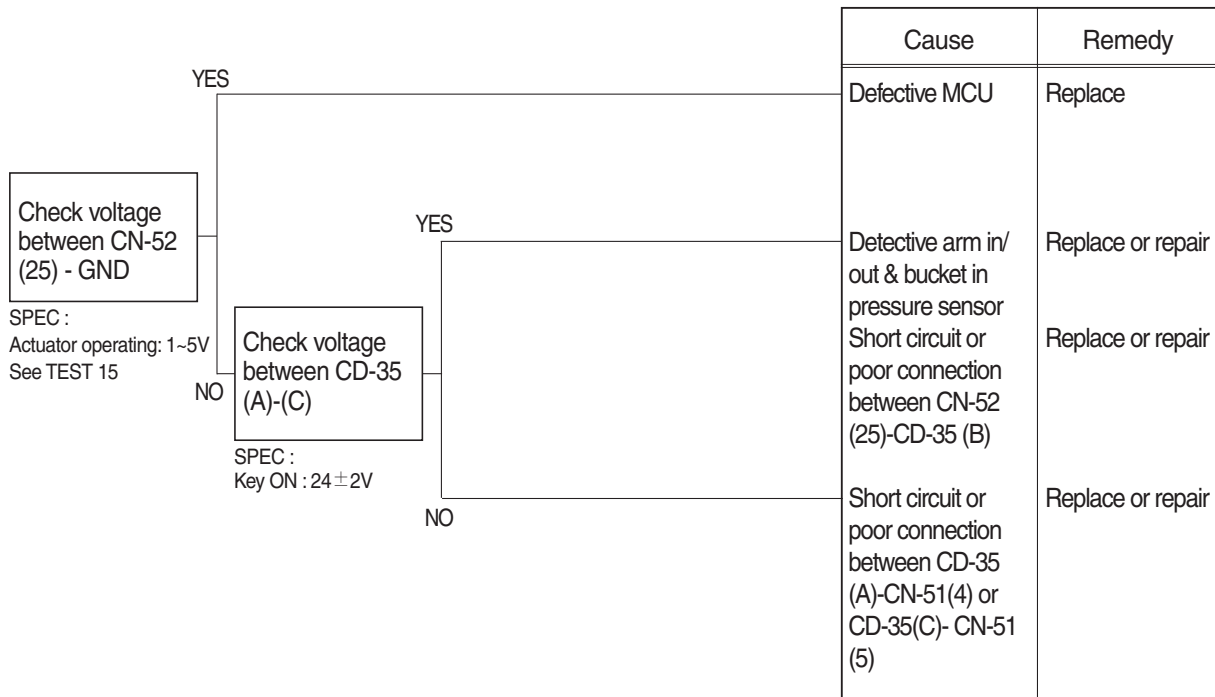 Cause
Remedy
YES
Defective MCU
Replace
Check voltage
between CN-52
(25) - GND
SPEC :
Actuator operating: 1~5V
See TEST 15
NO
YES
Check voltage
between CD-35
(A)-(C)
SPEC :
Key ON : 24±2V
NO
Detective arm in/
out & bucket in
pressure sensor
Replace or repair
Short circuit or
poor connection
between CN-52
(25)-CD-35 (B)
Replace or repair
Short circuit or
poor connection
between CD-35
(A)-CN-51(4) or
CD-35(C)- CN-51
(5)
Replace or repair